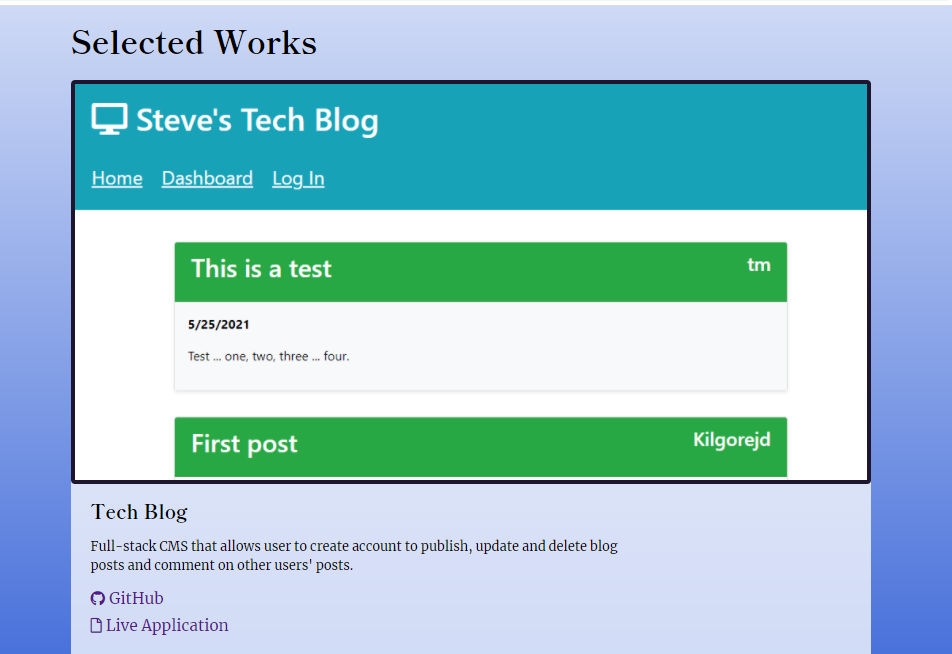 Selected Works
Steve's Tech Blog
Home Dashboard Log In
This is a test tm
5/25/2021
Test ... one, two, three ... four.
First post Kilgorejd
Tech Blog
Full-stack CMS that allows user to create account to publish, update and delete blog
posts and comment on other users' posts.
GitHub
Live Application